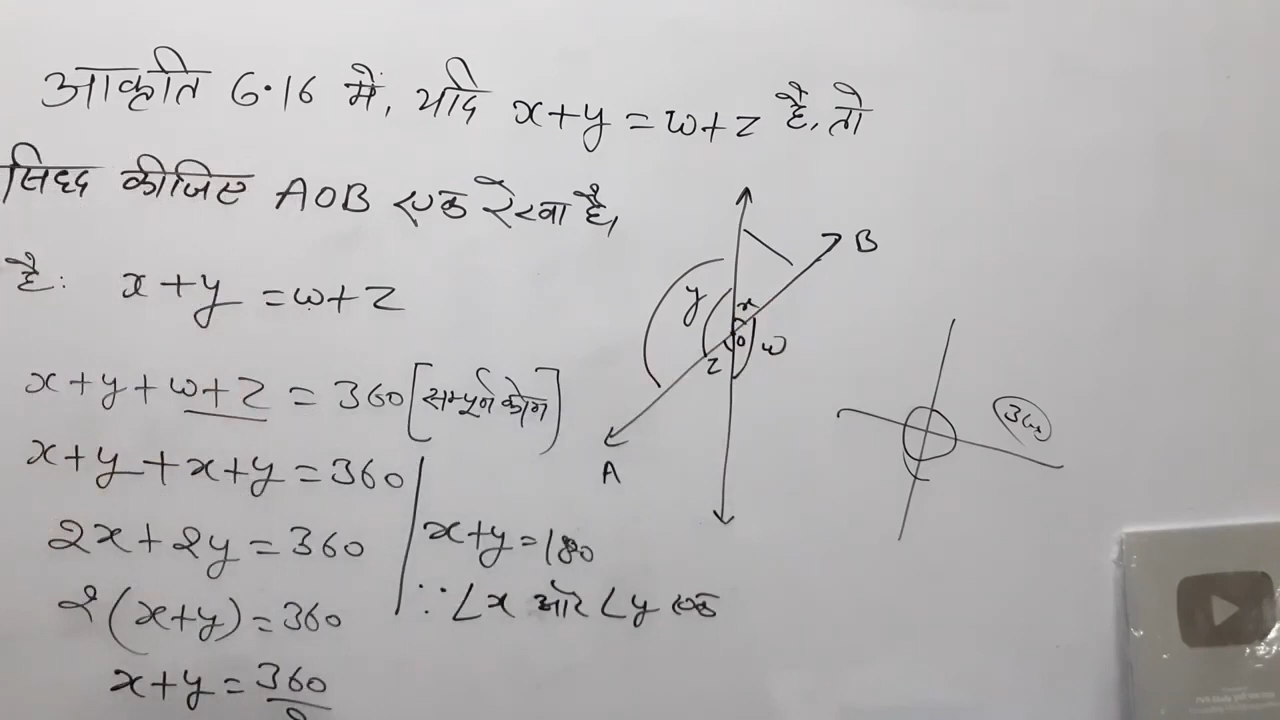 आकृति 6.16 में, यदि x+y = w+z है, तो
सिध्द कीजिए AOB एक रेखा है,
है: x+y = w+z
x+y+w+z = 360 [सम्पूर्न कोण]
x+y+x+y = 360
2x+2y = 360
2(x+y) = 360
x+y = 360
x+y = 180
∵ ∠x और ∠y एक
B
y
x
O
w
z
A
360